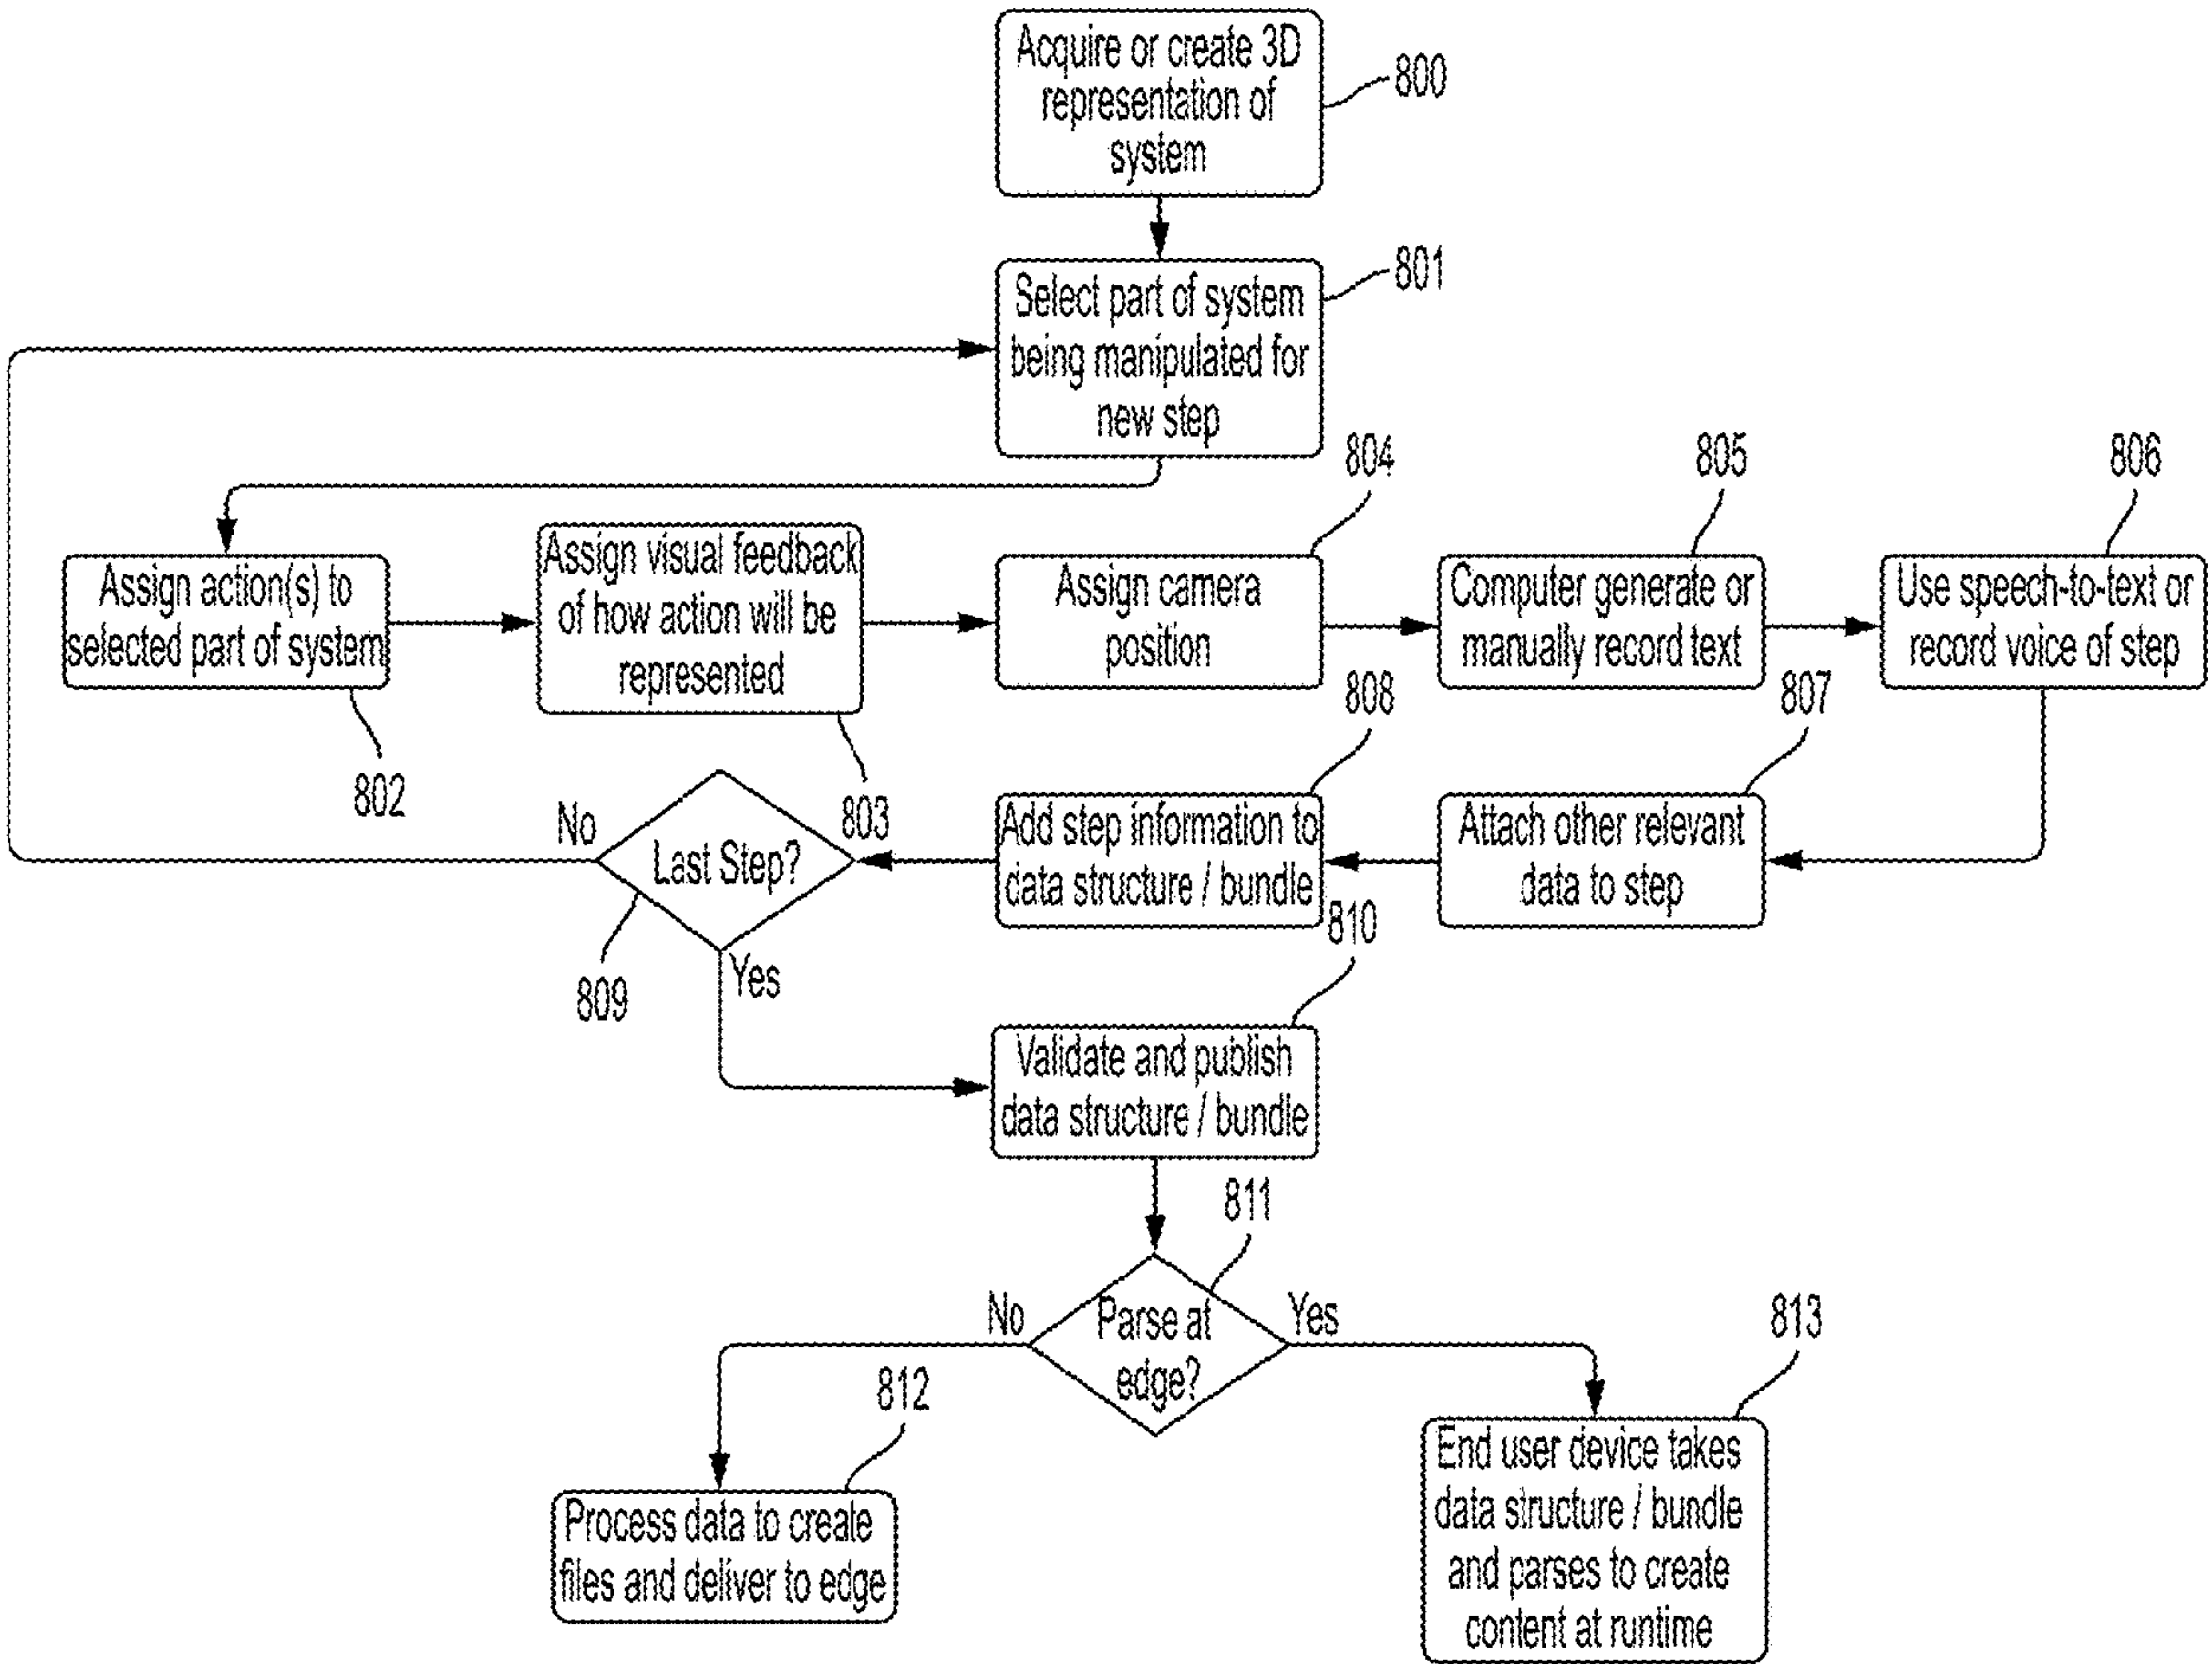 Acquire or create 3D
representation of
system
800
Select part of system
being manipulated for
new step
801
Assign action(s) to
selected part of system
802
Assign visual feedback
of how action will be
represented
803
Assign camera
position
804
Computer generate or
manually record text
805
Use speech-to-text or
record voice of step
806
Attach other relevant
data to step
807
Add step information to
data structure / bundle
808
Last Step?
809
No
Yes
Validate and publish
data structure / bundle
810
Parse at
edge?
811
No
Yes
Process data to create
files and deliver to edge
812
End user device takes
data structure / bundle
and parses to create
content at runtime
813